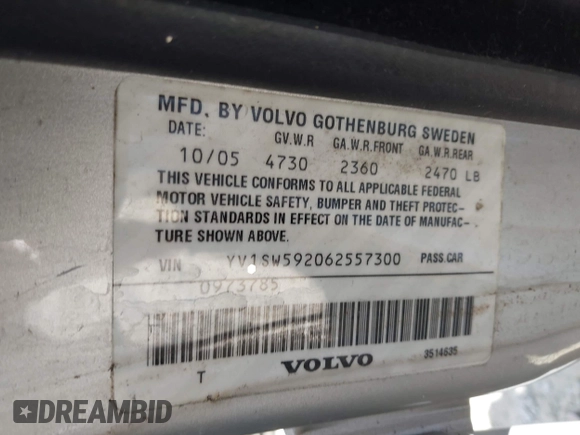 MFD. BY VOLVO GOTHENBURG SWEDEN
DATE: GV.W.R GA.W.R.FRONT GA.W.R.REAR
10/05 4730 2360 2470 LB
THIS VEHICLE CONFORMS TO ALL APPLICABLE FEDERAL
MOTOR VEHICLE SAFETY, BUMPER AND THEFT PROTEC-
TION STANDARDS IN EFFECT ON THE DATE OF MANUFAC-
TURE SHOWN ABOVE.
VIN YV1SW592062557300 PASS.CAR
0973785
T VOLVO 3514635
DREAMBID